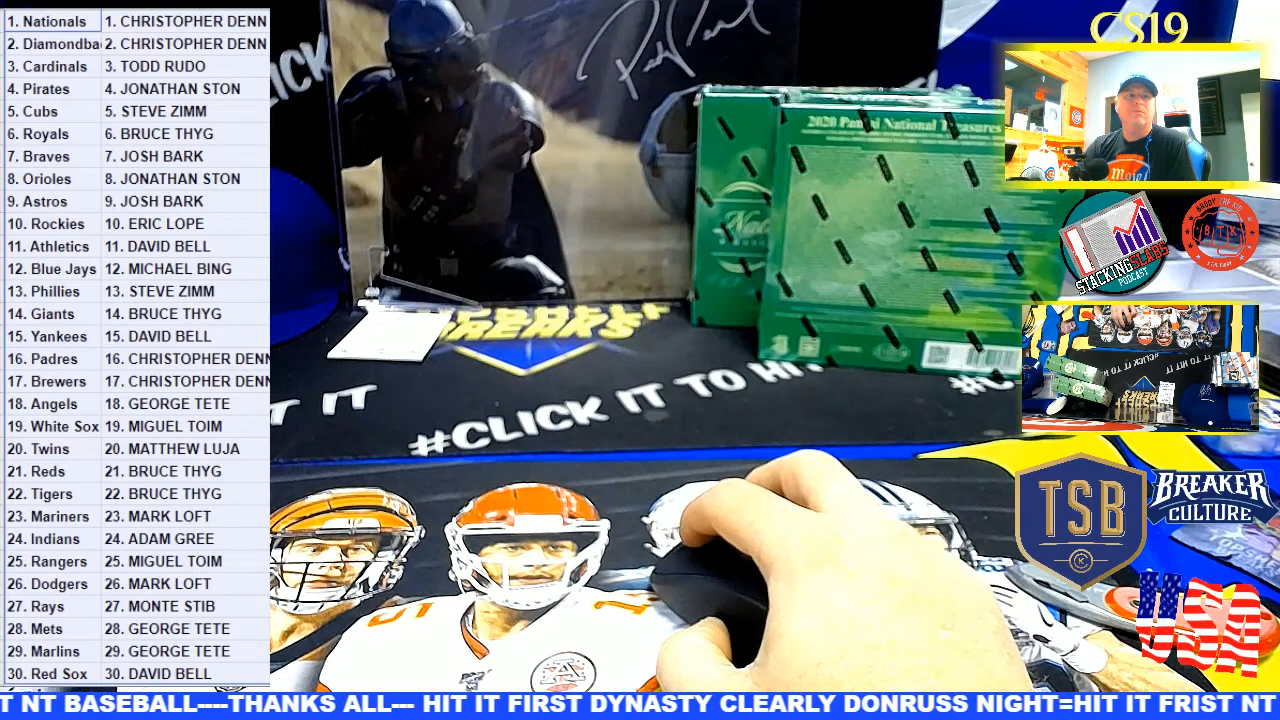 1. Nationals 1. CHRISTOPHER DENN
2. Diamondba 2. CHRISTOPHER DENN
3. Cardinals 3. TODD RUDO
4. Pirates 4. JONATHAN STON
5. Cubs 5. STEVE ZIMM
6. Royals 6. BRUCE THYG
7. Braves 7. JOSH BARK
8. Orioles 8. JONATHAN STON
9. Astros 9. JOSH BARK
10. Rockies 10. ERIC LOPE
11. Athletics 11. DAVID BELL
12. Blue Jays 12. MICHAEL BING
13. Phillies 13. STEVE ZIMM
14. Giants 14. BRUCE THYG
15. Yankees 15. DAVID BELL
16. Padres 16. CHRISTOPHER DENN
17. Brewers 17. CHRISTOPHER DENN
18. Angels 18. GEORGE TETE
19. White Sox 19. MIGUEL TOIM
20. Twins 20. MATTHEW LUJA
21. Reds 21. BRUCE THYG
22. Tigers 22. BRUCE THYG
23. Mariners 23. MARK LOFT
24. Indians 24. ADAM GREE
25. Rangers 25. MIGUEL TOIM
26. Dodgers 26. MARK LOFT
27. Rays 27. MONTE STIB
28. Mets 28. GEORGE TETE
29. Marlins 29. GEORGE TETE
30. Red Sox 30. DAVID BELL
CS19
LICK
2020 Panini National Treasures
BREAKS
T IT
#CLICK IT TO HI
#C
15
STACKINGSLABS
PODCAST
BRODY THE KID
BTK
TSB
K
BREAKER
CULTURE
USA
T NT BASEBALL----THANKS ALL--- HIT IT FIRST DYNASTY CLEARLY DONRUSS NIGHT=HIT IT FRIST NT